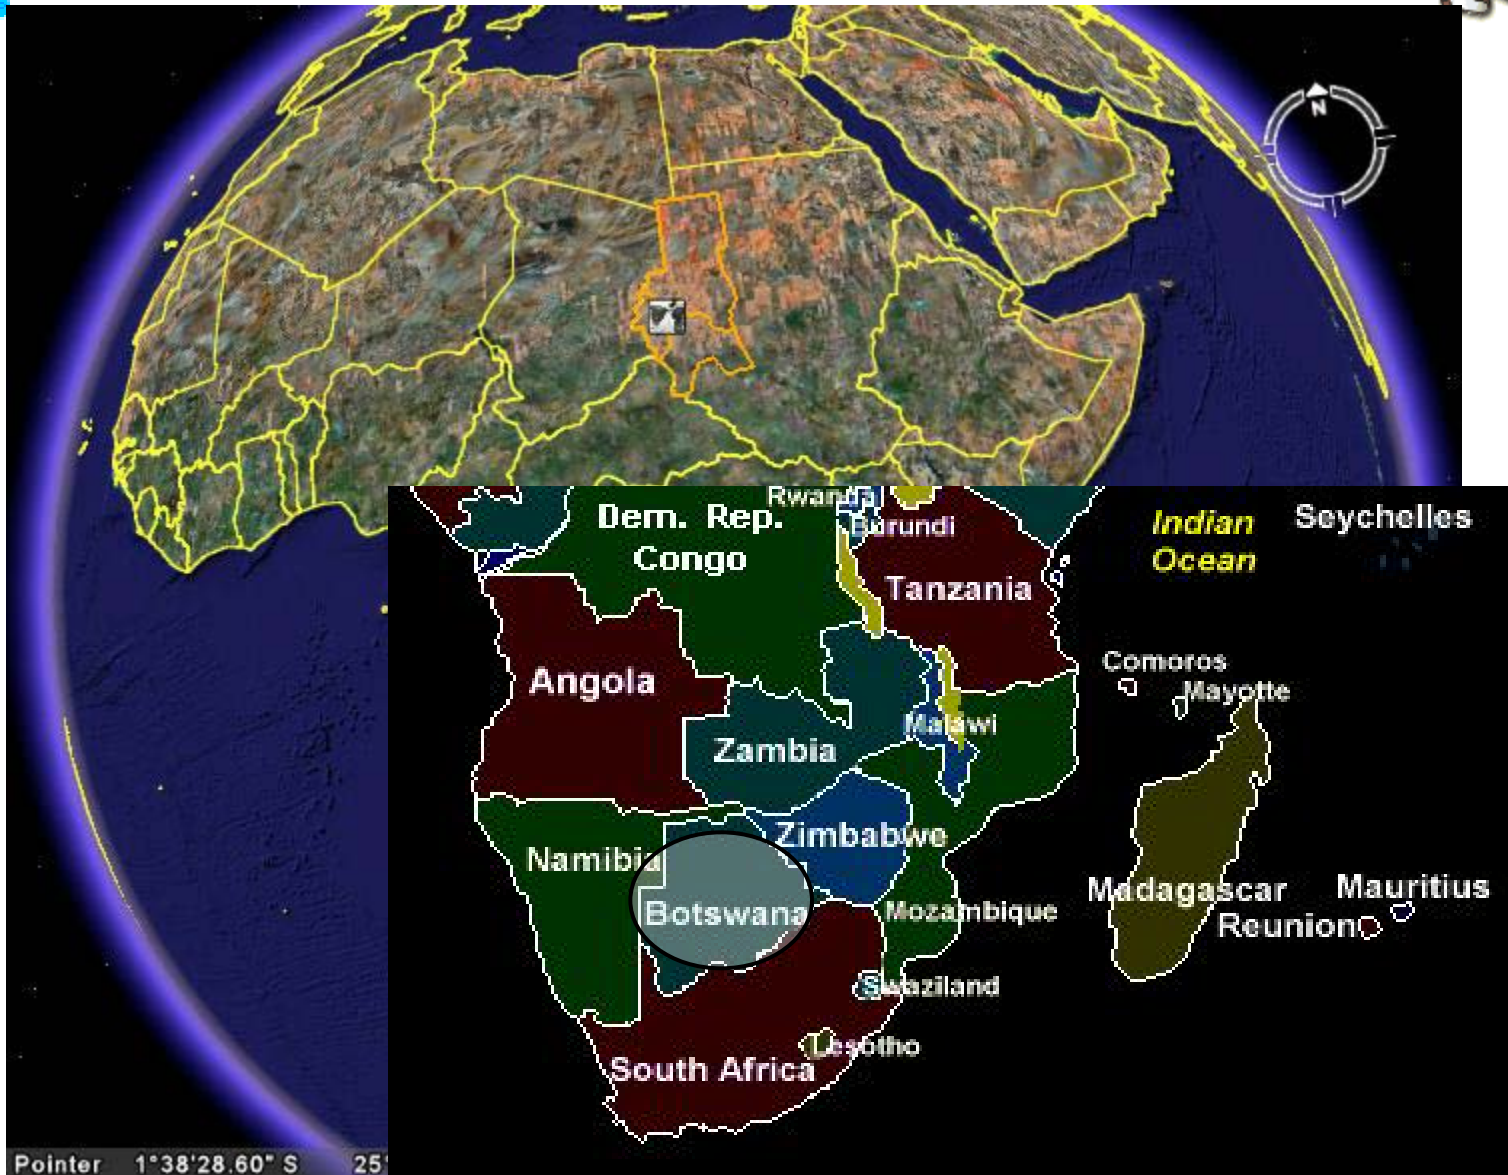 N
Rwanda
Dem. Rep.
Congo
Burundi
Indian
Ocean
Seychelles
Tanzania
Angola
Comoros
Mayotte
Malawi
Zambia
Zimbabwe
Namibia
Botswana
Mozambique
Madagascar
Mauritius
Reunion
Swaziland
Lesotho
South Africa
Pointer 1°38'28.60" S 25°